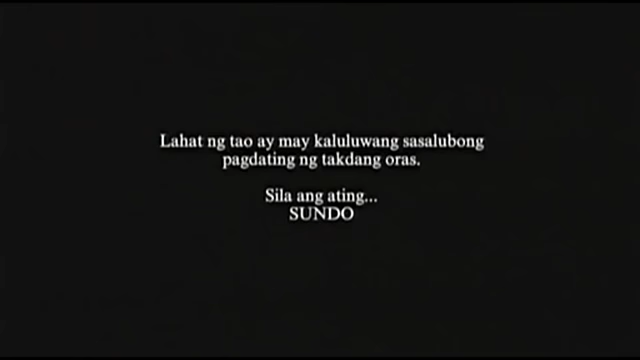 Lahat ng tao ay may kaluluwang sasalubong
pagdating ng takdang oras.
Sila ang ating...
SUNDO